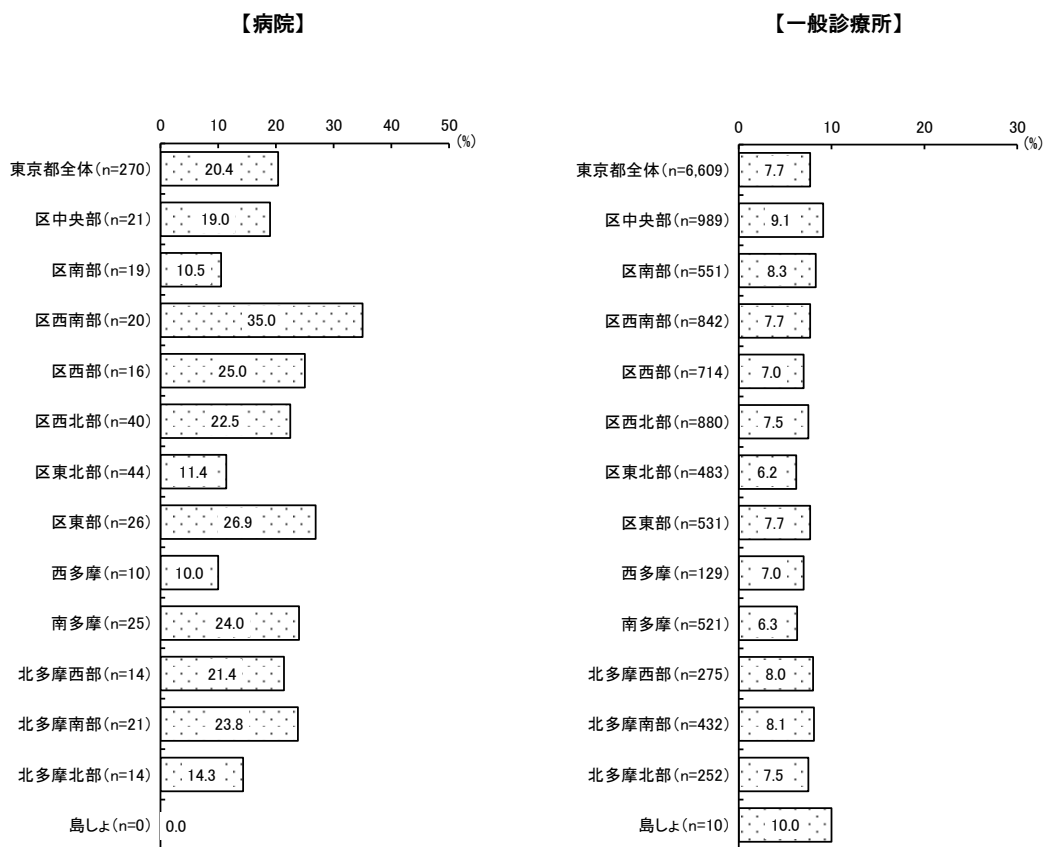 【病院】
0 10 20 30 40 50
(%)
東京都全体(n=270) 20.4
区中央部(n=21) 19.0
区南部(n=19) 10.5
区西南部(n=20) 35.0
区西部(n=16) 25.0
区西北部(n=40) 22.5
区東北部(n=44) 11.4
区東部(n=26) 26.9
西多摩(n=10) 10.0
南多摩(n=25) 24.0
北多摩西部(n=14) 21.4
北多摩南部(n=21) 23.8
北多摩北部(n=14) 14.3
島しょ(n=0) 0.0
【一般診療所】
0 10 20 30
(%)
東京都全体(n=6,609) 7.7
区中央部(n=989) 9.1
区南部(n=551) 8.3
区西南部(n=842) 7.7
区西部(n=714) 7.0
区西北部(n=880) 7.5
区東北部(n=483) 6.2
区東部(n=531) 7.7
西多摩(n=129) 7.0
南多摩(n=521) 6.3
北多摩西部(n=275) 8.0
北多摩南部(n=432) 8.1
北多摩北部(n=252) 7.5
島しょ(n=10) 10.0